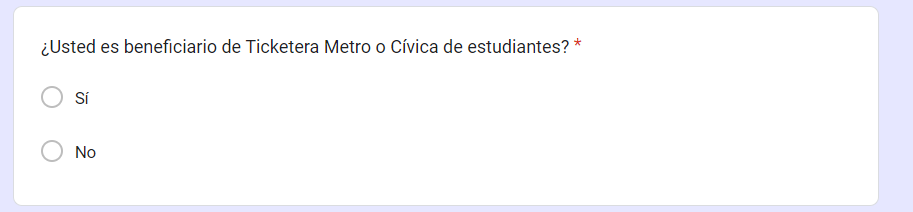 ¿Usted es beneficiario de Ticketera Metro o Cívica de estudiantes? *
Sí
No